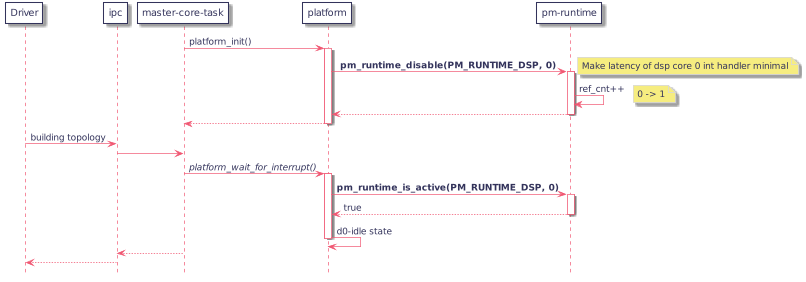 Driver
ipc
master-core-task
platform
pm-runtime
platform_init()
pm_runtime_disable(PM_RUNTIME_DSP, 0)
Make latency of dsp core 0 int handler minimal
ref_cnt++
0 -> 1
building topology
platform_wait_for_interrupt()
pm_runtime_is_active(PM_RUNTIME_DSP, 0)
true
d0-idle state